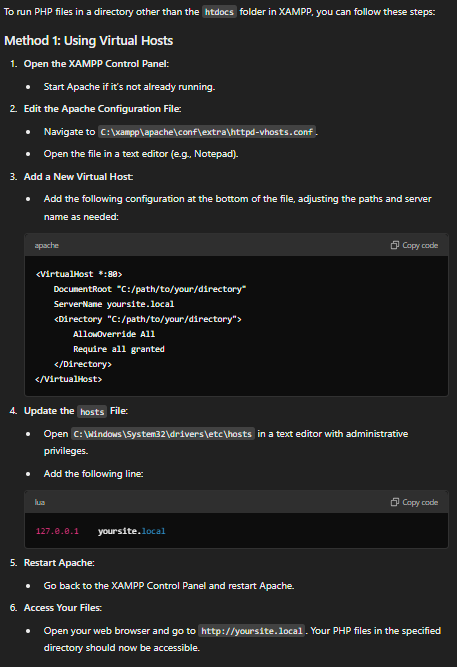 To run PHP files in a directory other than the htdocs folder in XAMPP, you can follow these steps:
Method 1: Using Virtual Hosts
1. Open the XAMPP Control Panel:
• Start Apache if it's not already running.
2. Edit the Apache Configuration File:
• Navigate to C:\xampp\apache\conf\extra\httpd-vhosts.conf.
• Open the file in a text editor (e.g., Notepad).
3. Add a New Virtual Host:
• Add the following configuration at the bottom of the file, adjusting the paths and server
name as needed:
apache Copy code
<VirtualHost *:80>
    DocumentRoot "C:/path/to/your/directory"
    ServerName yoursite.local
    <Directory "C:/path/to/your/directory">
        AllowOverride All
        Require all granted
    </Directory>
</VirtualHost>
4. Update the hosts File:
• Open C:\Windows\System32\drivers\etc\hosts in a text editor with administrative
privileges.
• Add the following line:
lua Copy code
127.0.0.1    yoursite.local
5. Restart Apache:
• Go back to the XAMPP Control Panel and restart Apache.
6. Access Your Files:
• Open your web browser and go to http://yoursite.local. Your PHP files in the specified
directory should now be accessible.